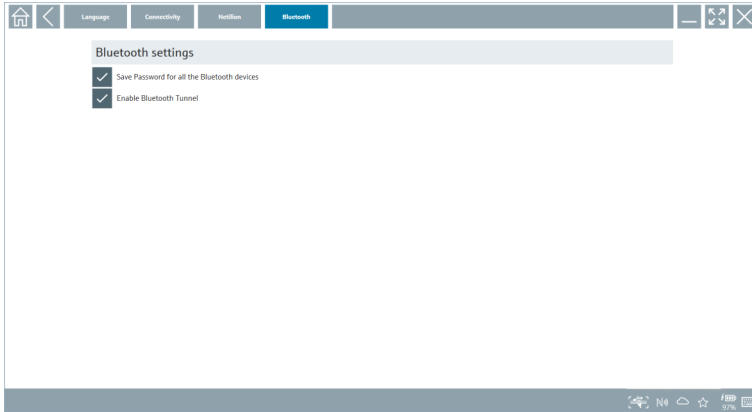 Language Connectivity Netilion Bluetooth
Bluetooth settings
Save Password for all the Bluetooth devices
Enable Bluetooth Tunnel
97%